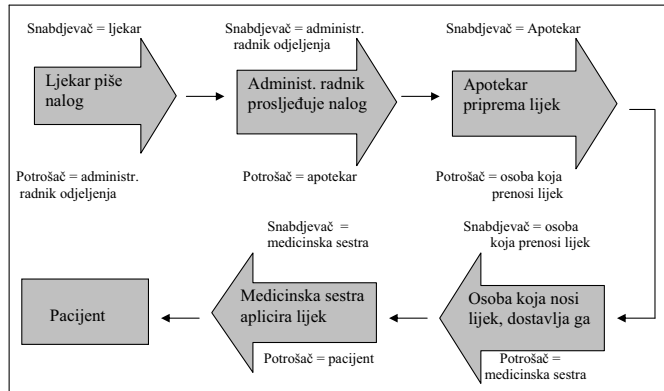 Snabdjevač = ljekar
Ljekar piše
nalog
Potrošač = administr.
radnik odjeljenja
Snabdjevač = administr.
radnik odjeljenja
Administ. radnik
prosljeđuje nalog
Potrošač = apotekar
Snabdjevač = Apotekar
Apotekar
priprema lijek
Potrošač = osoba koja
prenosi lijek
Snabdjevač = osoba
koja prenosi lijek
Osoba koja nosi
lijek, dostavlja ga
Potrošač =
medicinska sestra
Snabdjevač =
medicinska sestra
Medicinska sestra
aplicira lijek
Potrošač = pacijent
Pacijent